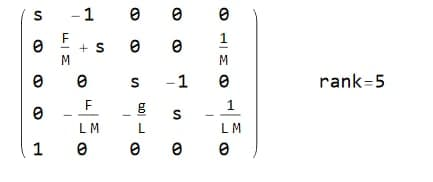 s -1 0 0 0
0 F/M + s 0 0 1/M
0 0 s -1 0 rank=5
0 - F/LM - g/L s - 1/LM
1 0 0 0 0